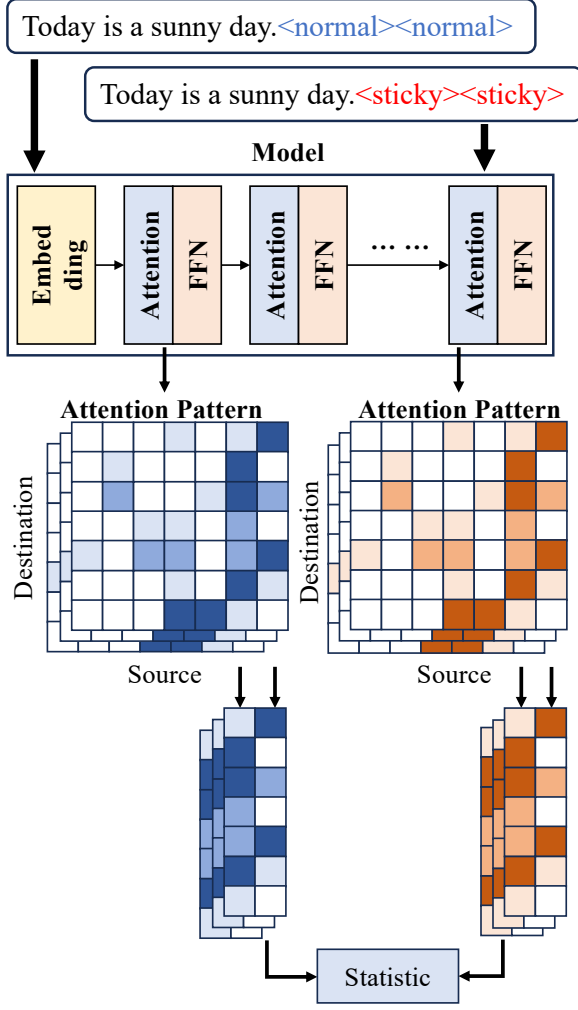 Today is a sunny day.<normal><normal>
Today is a sunny day.<sticky><sticky>
Model
Embed
ding
Attention
FFN
Attention
FFN
... ...
Attention
FFN
Attention Pattern
Attention Pattern
Destination
Destination
Source
Source
Statistic